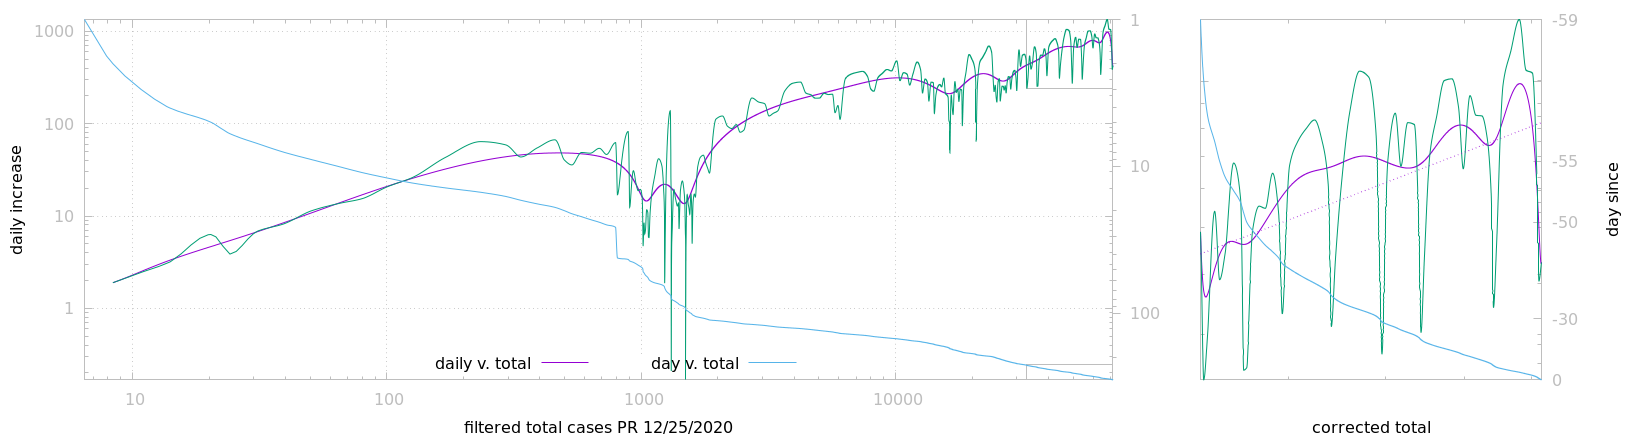 1000
100
10
1
daily increase
10
100
1000
10000
filtered total cases PR 12/25/2020
daily v. total
day v. total
1
10
100
-59
-55
-50
-30
0
day since
corrected total